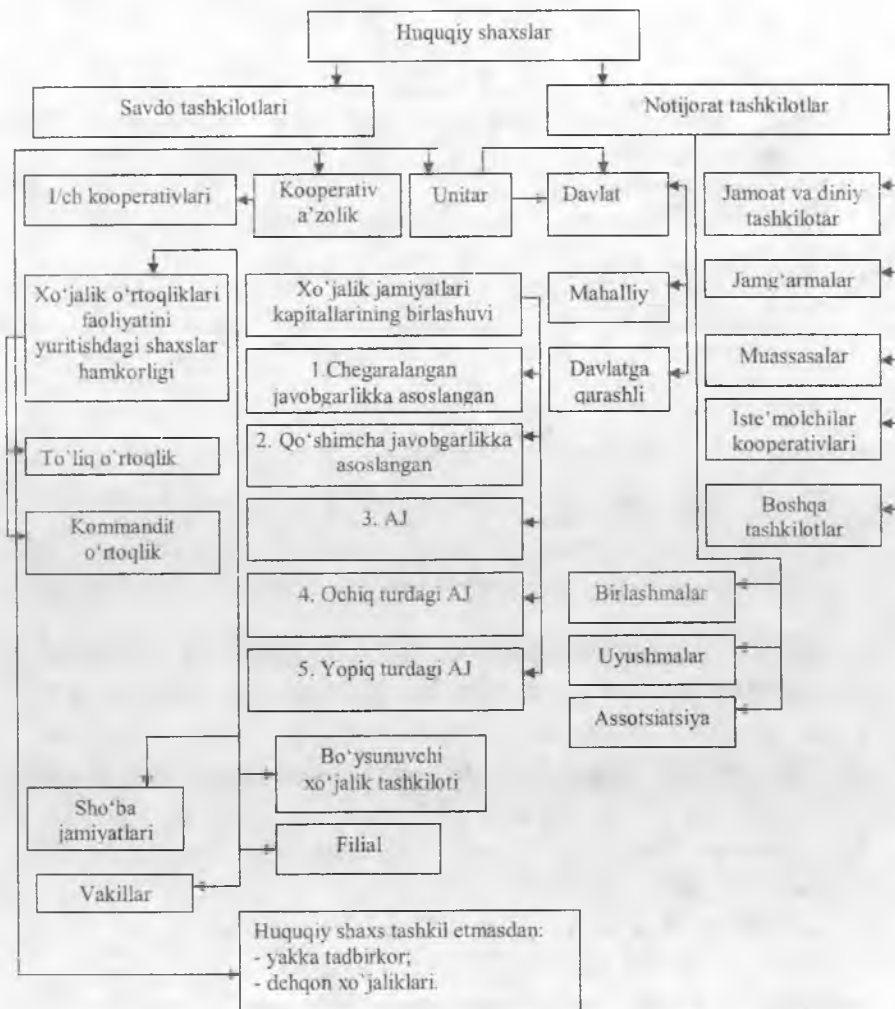 Huquqiy shaxslar
Savdo tashkilotlari
Notijorat tashkilotlar
I/ch kooperativlari
Kooperativ
a’zolik
Unitar
Davlat
Jamoat va diniy
tashkilotar
Xo‘jalik o‘rtoqliklari
faoliyatini
yuritishdagi shaxslar
hamkorligi
Xo‘jalik jamiyatlari
kapitallarining birlashuvi
Mahalliy
Jamg‘armalar
1.Chegaralangan
javobgarlikka asoslangan
Davlatga
qarashli
Muassasalar
To`liq o`rtoqlik
2. Qo‘shimcha javobgarlikka
asoslangan
Iste’molchilar
kooperativlari
Kommandit
o‘rtoqlik
3. AJ
Boshqa
tashkilotlar
4. Ochiq turdagi AJ
Birlashmalar
5. Yopiq turdagi AJ
Uyushmalar
Assotsiatsiya
Sho‘ba
jamiyatlari
Bo‘ysunuvchi
xo‘jalik tashkiloti
Filial
Vakillar
Huquqiy shaxs tashkil etmasdan:
- yakka tadbirkor;
- dehqon xo`jaliklari.